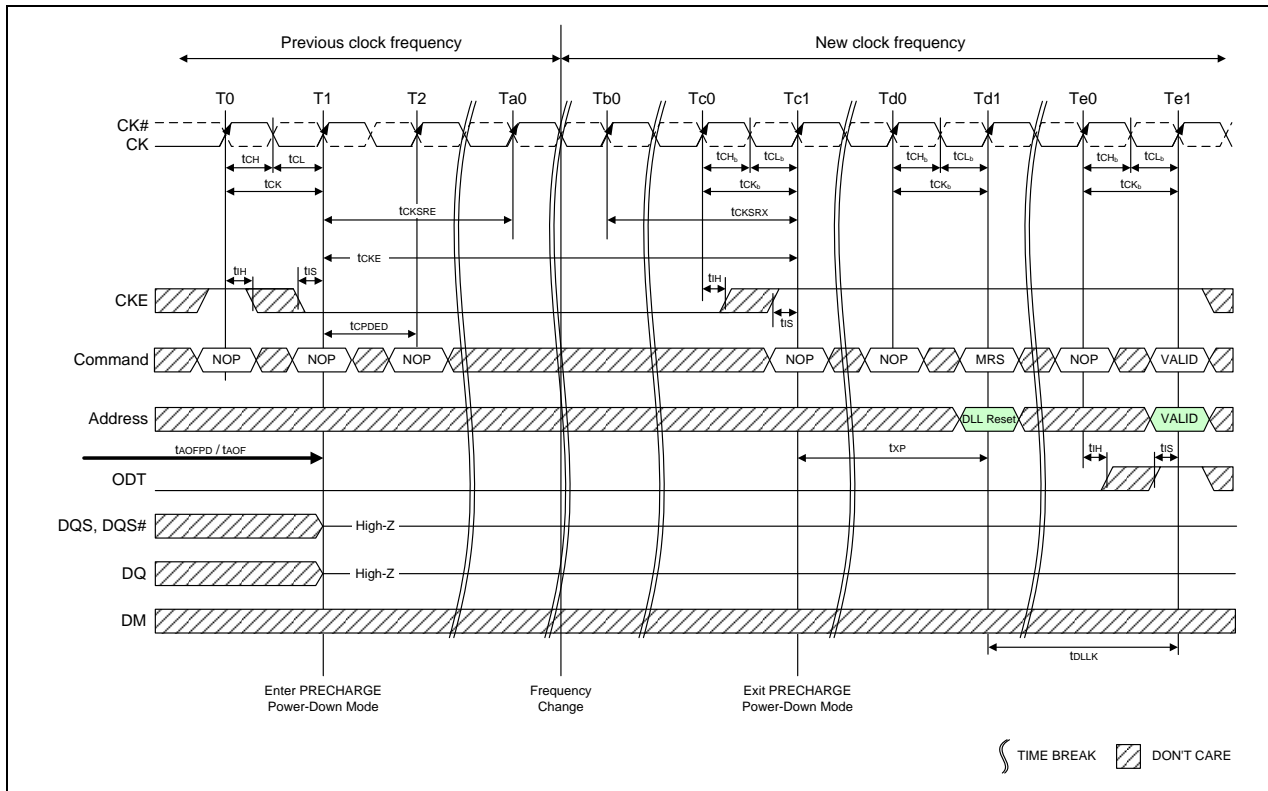 Previous clock frequency New clock frequency
T0 T1 T2 Ta0 Tb0 Tc0 Tc1 Td0 Td1 Te0 Te1
CK#
CK
tCH tCL tCHb tCLb tCHb tCLb tCHb tCLb
tCK tCKb tCKb tCKb
tCKSRE tCKSRX
tCKE
tIH tIS tIH
CKE
tIS
tCPDED
Command NOP NOP NOP NOP NOP MRS NOP VALID
Address DLL Reset VALID
tAOFPD / tAOF tXP tIH tIS
ODT
DQS, DQS# High-Z
DQ High-Z
DM
tDLLK
Enter PRECHARGE Frequency Exit PRECHARGE
Power-Down Mode Change Power-Down Mode
TIME BREAK DON'T CARE